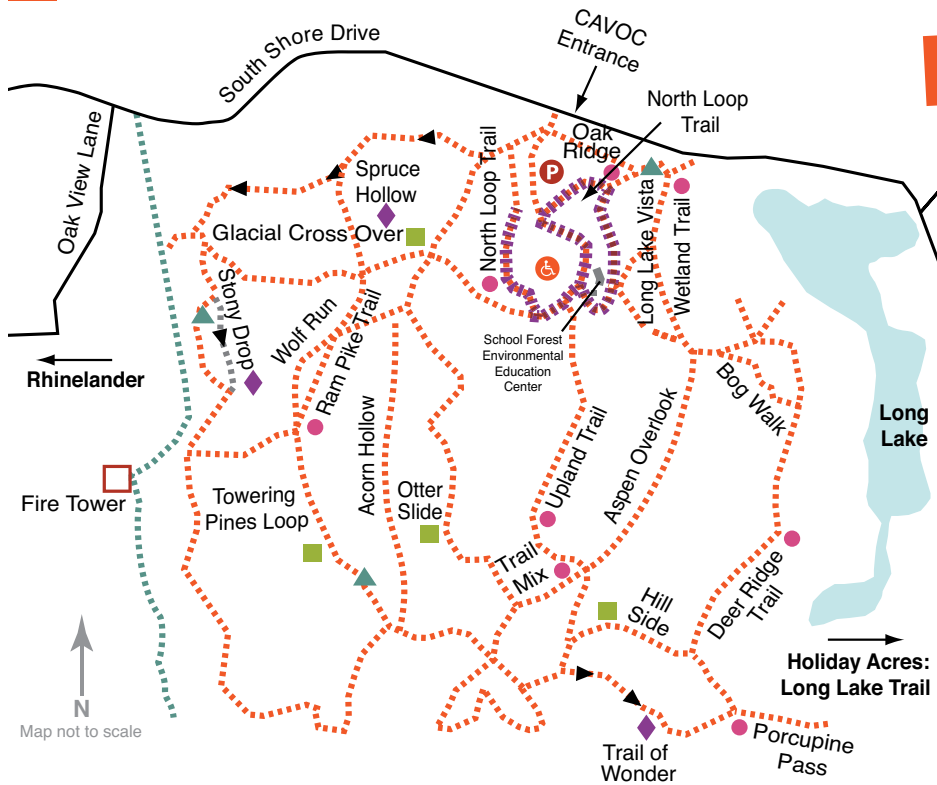 CAVOC
Entrance
South Shore Drive
North Loop
Trail
Oak View Lane
Oak
Ridge
P
Spruce
Hollow
North Loop Trail
Glacial Cross Over
Long Lake Vista
Wetland Trail
Stony Drop
Wolf Run
Ram Pike Trail
School Forest
Environmental
Education
Center
Rhinelander
Bog Walk
Long
Lake
Acorn Hollow
Aspen Overlook
Upland Trail
Fire Tower
Towering
Pines Loop
Otter
Slide
Trail
Mix
Hill
Side
Deer Ridge
Trail
Holiday Acres:
Long Lake Trail
N
Map not to scale
Trail of
Wonder
Porcupine
Pass